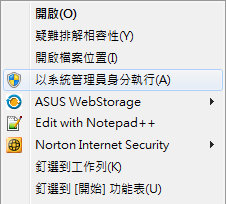 開啟(O)
疑難排解相容性(Y)
開啟檔案位置(I)
以系統管理員身分執行(A)
ASUS WebStorage
Edit with Notepad++
Norton Internet Security
釘選到工作列(K)
釘選到 [開始] 功能表(U)